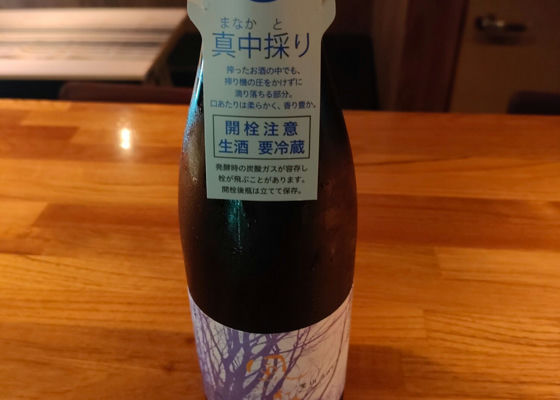 まなか と
真中採り
搾ったお酒の中でも、
搾り機の圧をかけずに
滴り落ちる部分。
口あたりは柔らかく、香り豊か。
開栓注意
生酒 要冷蔵
発酵時の炭酸ガスが容存し
栓が飛ぶことがあります。
開栓後瓶は立てて保存。